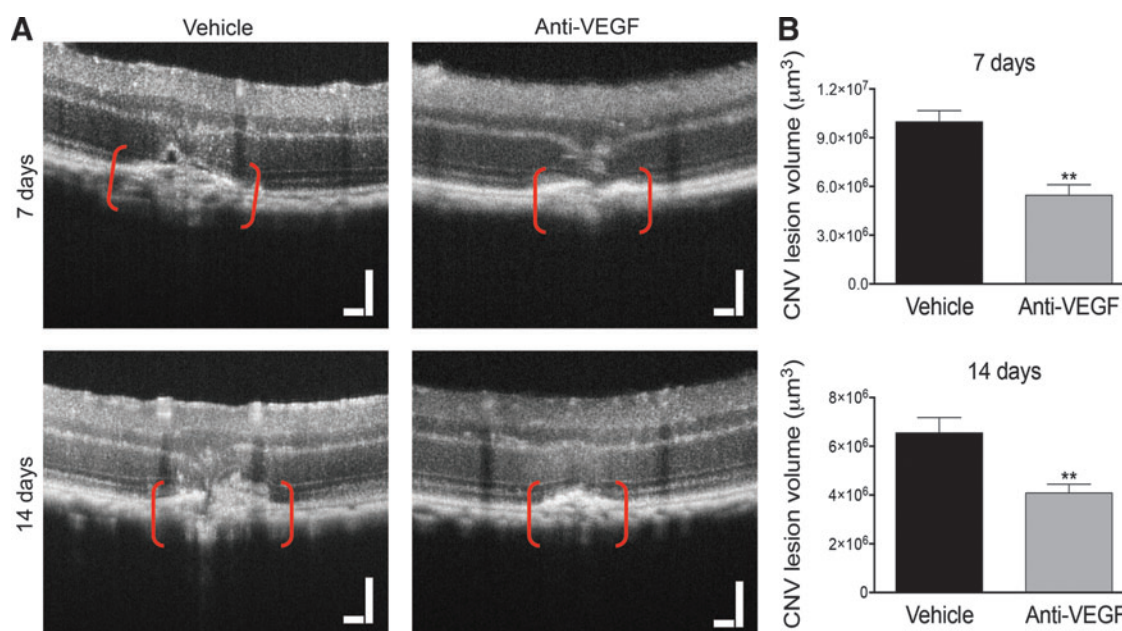 A
Vehicle
Anti-VEGF
7 days
14 days
B
7 days
CNV lesion volume (μm³)
1.2×10⁷
9.0×10⁶
6.0×10⁶
3.0×10⁶
0.0
**
Vehicle
Anti-VEGF
14 days
CNV lesion volume (μm³)
8×10⁶
6×10⁶
4×10⁶
2×10⁶
0
**
Vehicle
Anti-VEGF